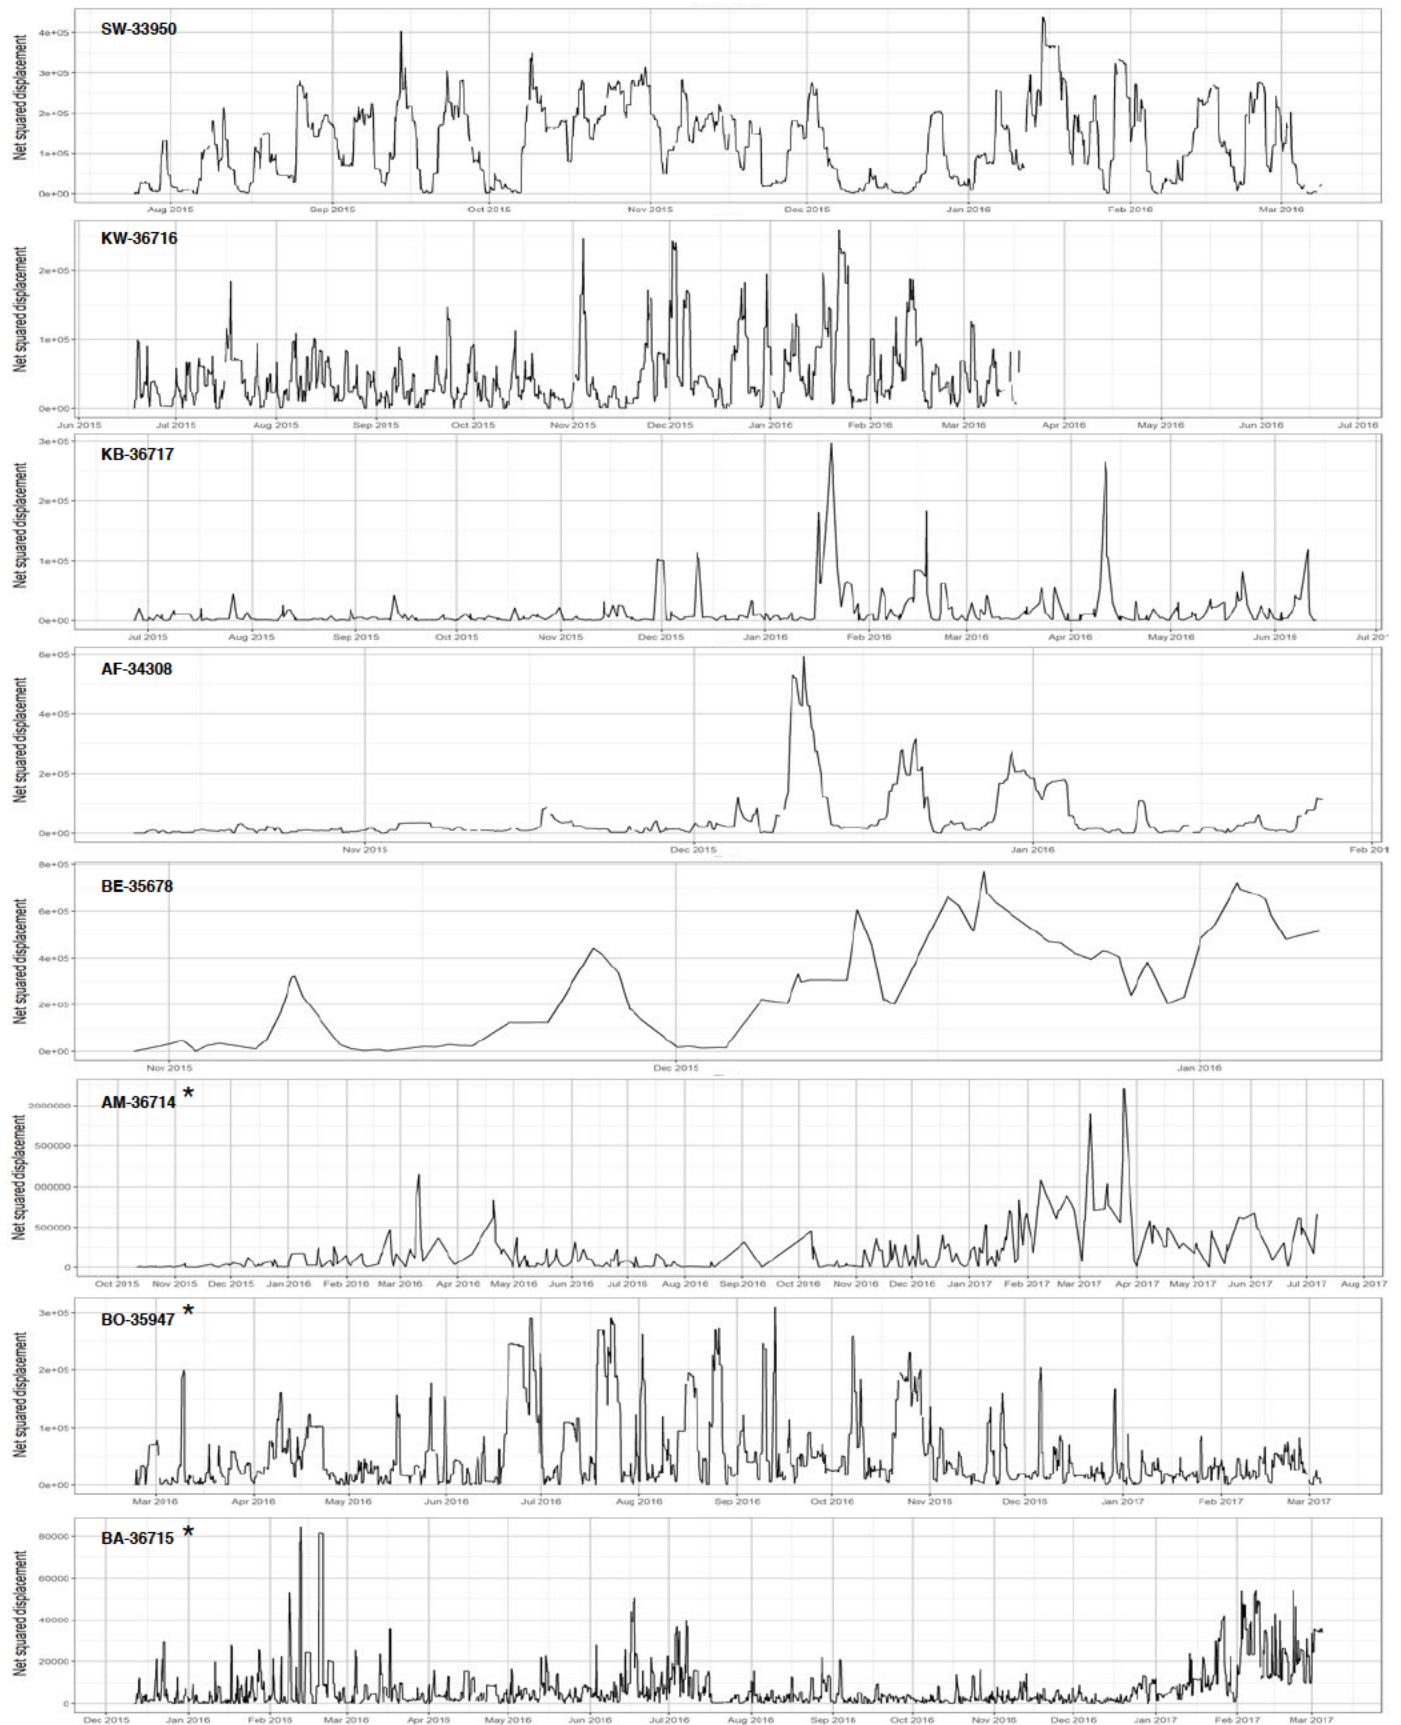 SW-33950
Net squared displacement
4e+05
3e+05
2e+05
1e+05
0e+00
Aug 2015 Sep 2015 Oct 2015 Nov 2015 Dec 2015 Jan 2016 Feb 2016 Mar 2016
KW-36716
Net squared displacement
2e+05
1e+05
0e+00
Jun 2015 Jul 2015 Aug 2015 Sep 2015 Oct 2015 Nov 2015 Dec 2015 Jan 2016 Feb 2016 Mar 2016 Apr 2016 May 2016 Jun 2016 Jul 2016
KB-36717
Net squared displacement
3e+05
2e+05
1e+05
0e+00
Jul 2015 Aug 2015 Sep 2015 Oct 2015 Nov 2015 Dec 2015 Jan 2016 Feb 2016 Mar 2016 Apr 2016 May 2016 Jun 2016 Jul 20
AF-34308
Net squared displacement
6e+05
4e+05
2e+05
0e+00
Nov 2015 Dec 2015 Jan 2016 Feb 201
BE-35678
Net squared displacement
8e+05
6e+05
4e+05
2e+05
0e+00
Nov 2015 Dec 2015 Jan 2016
AM-36714 *
Net squared displacement
2000000
500000
000000
500000
0
Oct 2015 Nov 2015 Dec 2015 Jan 2016 Feb 2016 Mar 2016 Apr 2016 May 2016 Jun 2016 Jul 2016 Aug 2016 Sep 2016 Oct 2016 Nov 2016 Dec 2016 Jan 2017 Feb 2017 Mar 2017 Apr 2017 May 2017 Jun 2017 Jul 2017 Aug 2017
BO-35947 *
Net squared displacement
3e+05
2e+05
1e+05
0e+00
Mar 2016 Apr 2016 May 2016 Jun 2016 Jul 2016 Aug 2016 Sep 2016 Oct 2016 Nov 2016 Dec 2016 Jan 2017 Feb 2017 Mar 2017
BA-36715 *
Net squared displacement
80000
60000
40000
20000
0
Dec 2015 Jan 2016 Feb 2016 Mar 2016 Apr 2016 May 2016 Jun 2016 Jul 2016 Aug 2016 Sep 2016 Oct 2016 Nov 2016 Dec 2016 Jan 2017 Feb 2017 Mar 2017